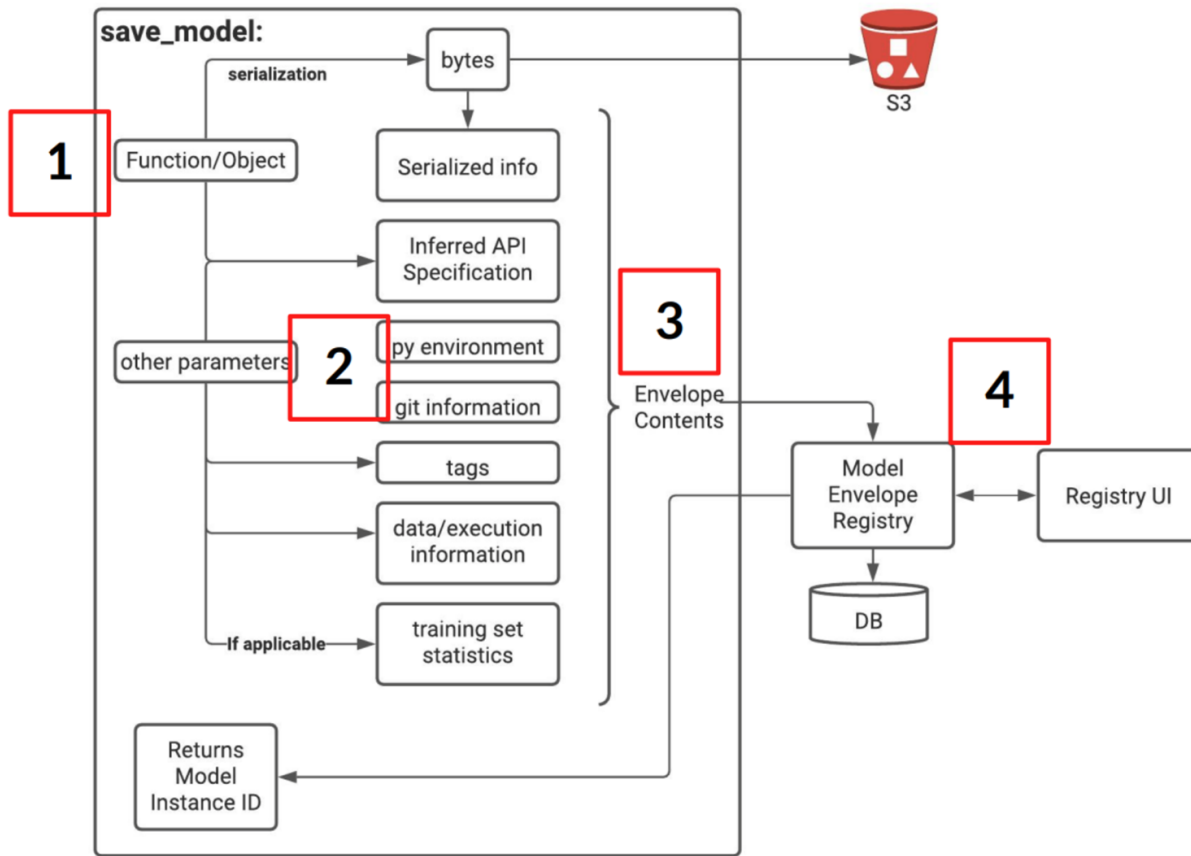 save_model:
serialization
bytes
S3
1
Function/Object
Serialized info
Inferred API
Specification
3
2
other parameters
py environment
git information
Envelope
Contents
4
tags
Model
Envelope
Registry
Registry UI
data/execution
information
DB
If applicable
training set
statistics
Returns
Model
Instance ID